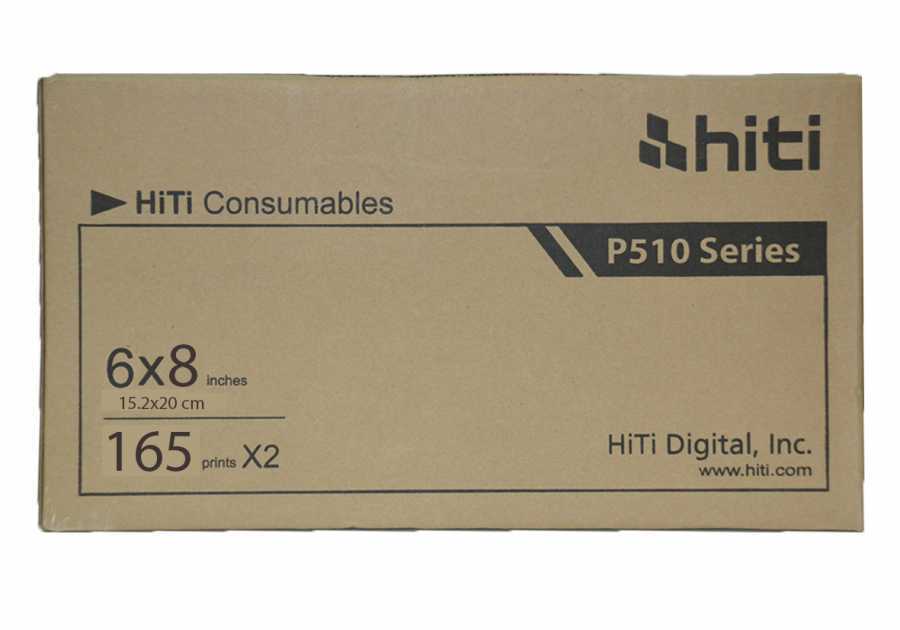 hiti
HiTi Consumables
P510 Series
6x8 inches
15.2x20 cm
165 prints X2
HiTi Digital, Inc.
www.hiti.com